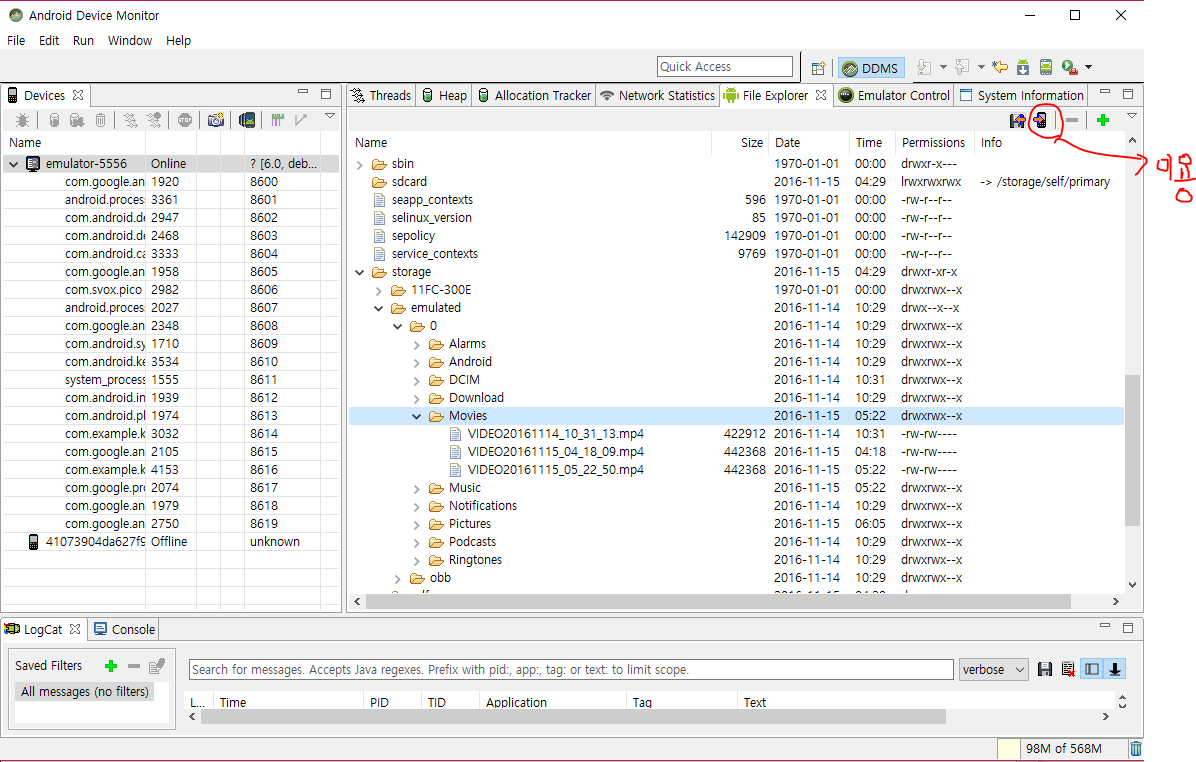 Android Device Monitor
File Edit Run Window Help
Quick Access
DDMS
Devices
Threads Heap Allocation Tracker Network Statistics File Explorer Emulator Control System Information
Name
emulator-5556 Online ? [6.0, deb...
com.google.an 1920 8600
android.proces 3361 8601
com.android.de 2947 8602
com.android.de 2468 8603
com.android.ca 3333 8604
com.google.an 1958 8605
com.svox.pico 2982 8606
android.proces 2027 8607
com.google.an 2348 8608
com.android.sy 1710 8609
com.android.ke 3534 8610
system_process 1555 8611
com.android.in 1939 8612
com.android.pl 1974 8613
com.example.k 3032 8614
com.google.an 2105 8615
com.example.k 4153 8616
com.google.pro 2074 8617
com.google.an 1979 8618
com.google.an 2750 8619
41073904da627f9 Offline unknown
Name Size Date Time Permissions Info
sbin 1970-01-01 00:00 drwxr-x---
sdcard 2016-11-15 04:29 lrwxrwxrwx -> /storage/self/primary
seapp_contexts 596 1970-01-01 00:00 -rw-r--r--
selinux_version 85 1970-01-01 00:00 -rw-r--r--
sepolicy 142909 1970-01-01 00:00 -rw-r--r--
service_contexts 9769 1970-01-01 00:00 -rw-r--r--
storage 2016-11-15 04:29 drwxr-xr-x
11FC-300E 1970-01-01 00:00 drwxrwx--x
emulated 2016-11-14 10:29 drwx--x--x
0 2016-11-14 10:29 drwxrwx--x
Alarms 2016-11-14 10:29 drwxrwx--x
Android 2016-11-14 10:29 drwxrwx--x
DCIM 2016-11-14 10:31 drwxrwx--x
Download 2016-11-14 10:29 drwxrwx--x
Movies 2016-11-15 05:22 drwxrwx--x
VIDEO20161114_10_31_13.mp4 422912 2016-11-14 10:31 -rw-rw----
VIDEO20161115_04_18_09.mp4 442368 2016-11-15 04:18 -rw-rw----
VIDEO20161115_05_22_50.mp4 442368 2016-11-15 05:22 -rw-rw----
Music 2016-11-15 05:22 drwxrwx--x
Notifications 2016-11-14 10:29 drwxrwx--x
Pictures 2016-11-15 06:05 drwxrwx--x
Podcasts 2016-11-14 10:29 drwxrwx--x
Ringtones 2016-11-14 10:29 drwxrwx--x
obb 2016-11-14 10:29 drwxrwx--x
LogCat Console
Saved Filters
All messages (no filters)
Search for messages. Accepts Java regexes. Prefix with pid:, app:, tag: or text: to limit scope.
verbose
L... Time PID TID Application Tag Text
98M of 568M